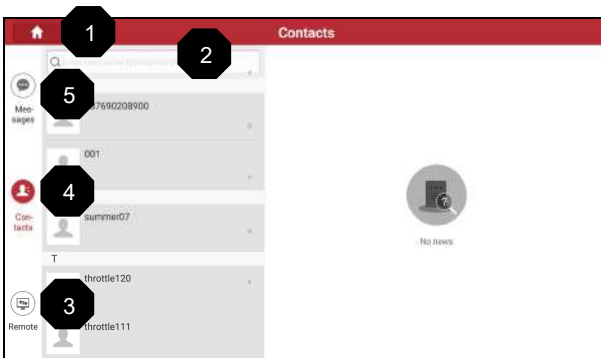 1
Contacts
2
5
Mes-
sages
7690208900
001
4
Con-
tacts
summer07
No news
T
throttle120
3
Remote
throttle111